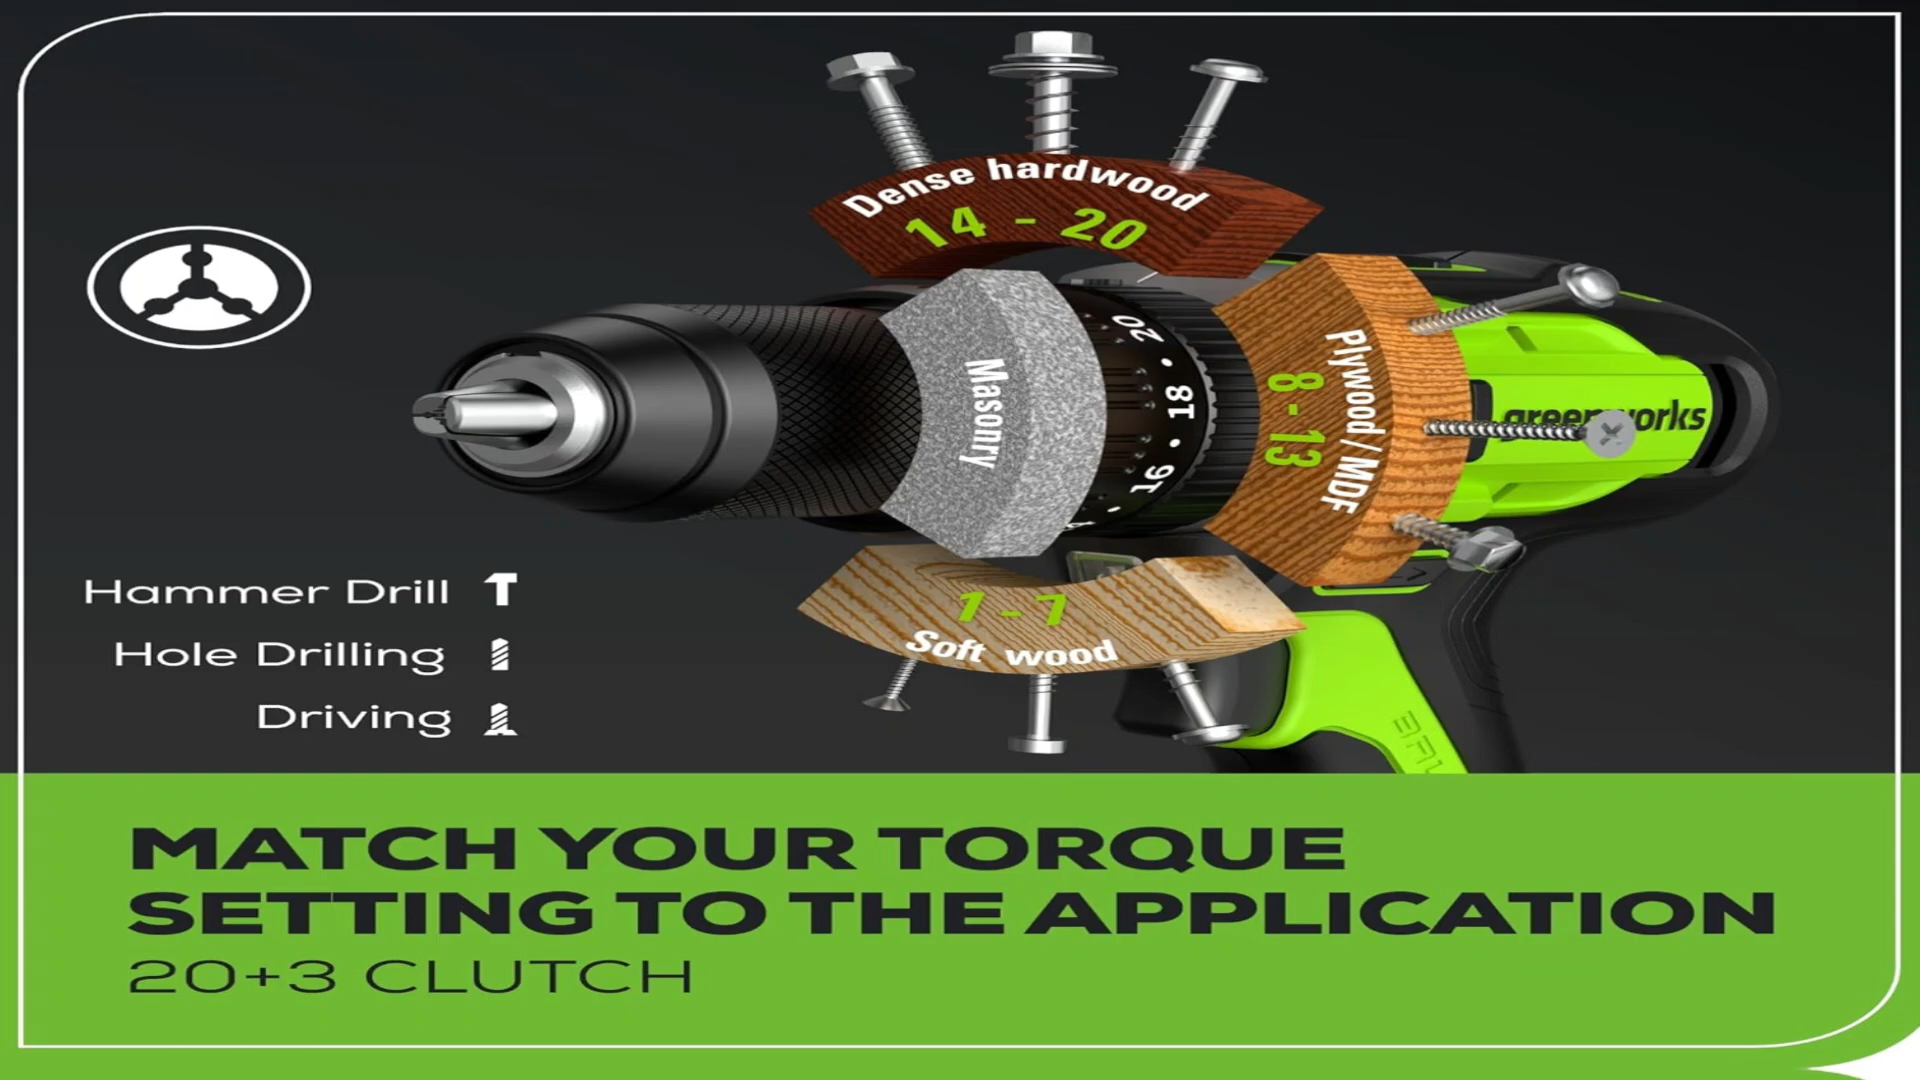 Dense hardwood
14 - 20
Masonry
20
18
16
Plywood / MDF
8 - 13
greenworks
1 - 7
Soft wood
Hammer Drill
Hole Drilling
Driving
MATCH YOUR TORQUE
SETTING TO THE APPLICATION
20+3 CLUTCH